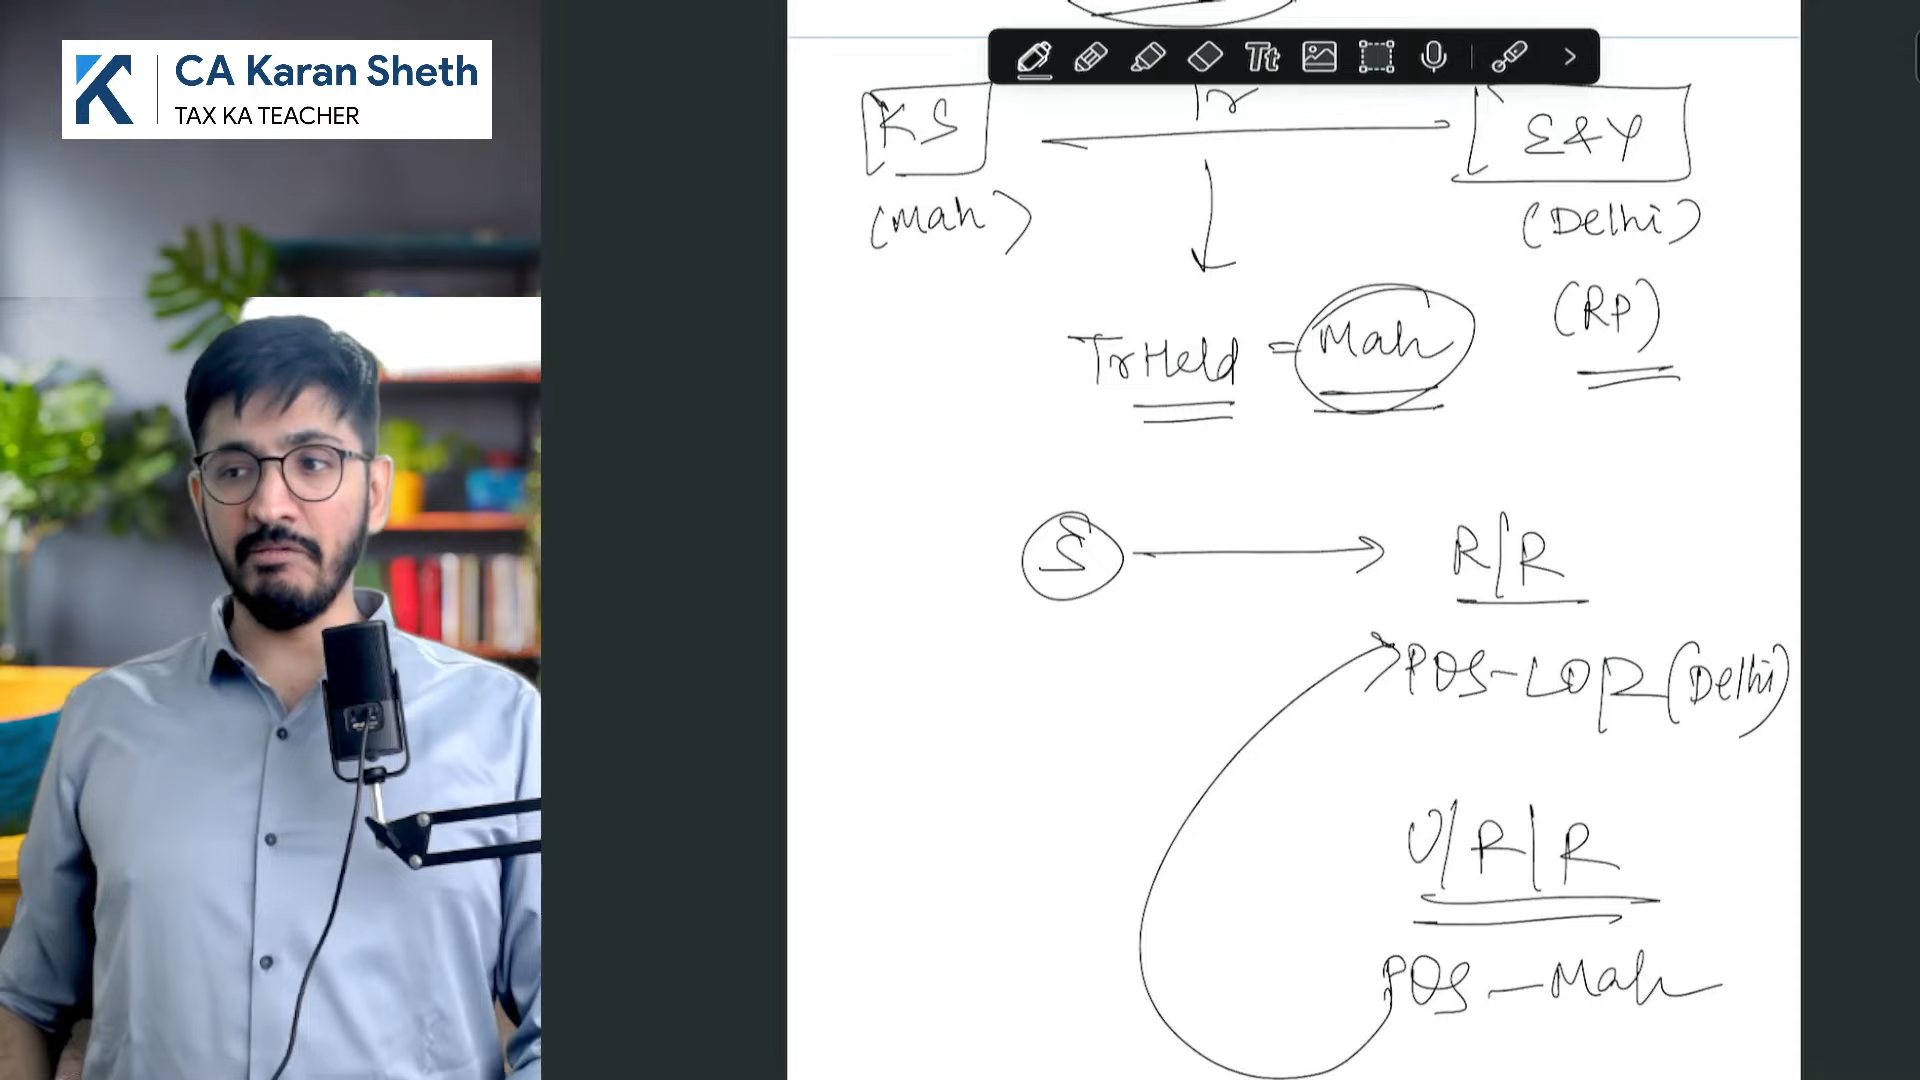 CA Karan Sheth
TAX KA TEACHER
Tt
KS
Tr
E&Y
(Mah)
(Delhi)
(RP)
Tr Held = Mah
S
R/R
POS-LOR (Delhi)
U/R/R
POS-Mah